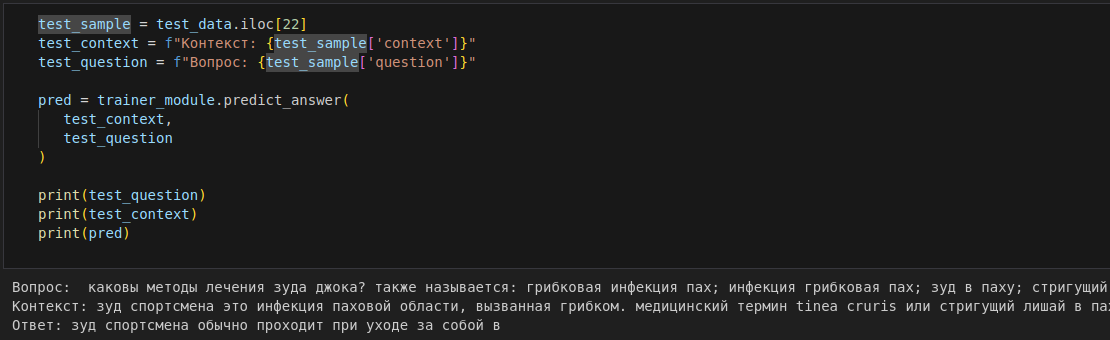 test_sample = test_data.iloc[22]
test_context = f"Контекст: {test_sample['context']}"
test_question = f"Вопрос: {test_sample['question']}"
pred = trainer_module.predict_answer(
test_context,
test_question
)
print(test_question)
print(test_context)
print(pred)
Вопрос: каковы методы лечения зуда джока? также называется: грибковая инфекция пах; инфекция грибковая пах; зуд в паху; стригущий
Контекст: зуд спортсмена это инфекция паховой области, вызванная грибком. медицинский термин tinea cruris или стригущий лишай в пах
Ответ: зуд спортсмена обычно проходит при уходе за собой в